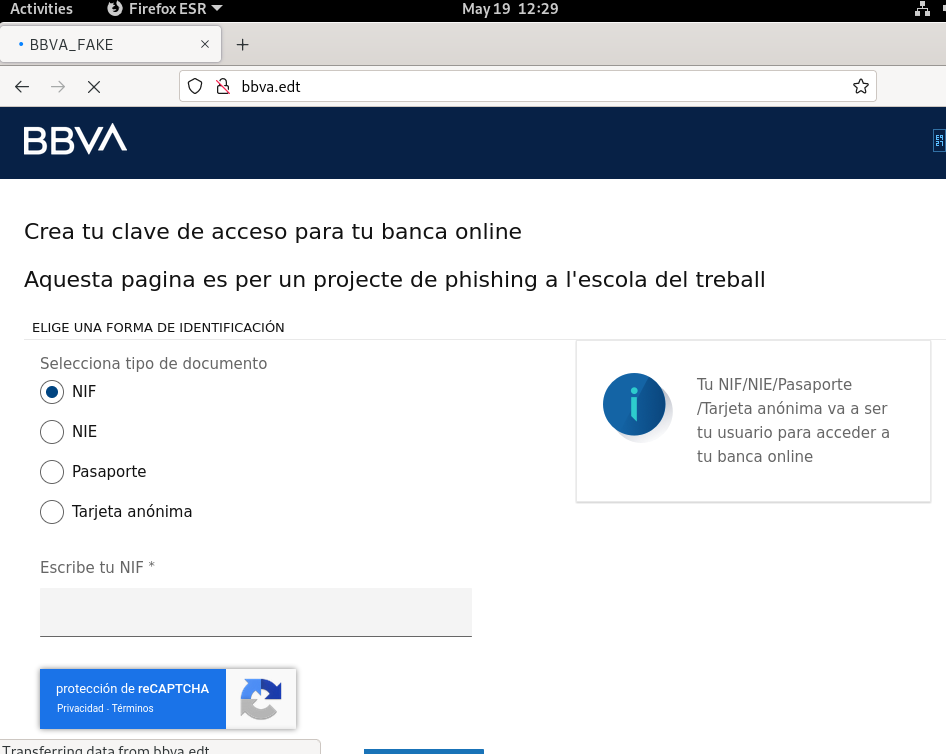 Activities Firefox ESR May 19 12:29
BBVA_FAKE
bbva.edt
BBVA
Crea tu clave de acceso para tu banca online
Aquesta pagina es per un projecte de phishing a l'escola del treball
ELIGE UNA FORMA DE IDENTIFICACIÓN
Selecciona tipo de documento
NIF
NIE
Pasaporte
Tarjeta anónima
Tu NIF/NIE/Pasaporte
/Tarjeta anónima va a ser
tu usuario para acceder a
tu banca online
Escribe tu NIF *
protección de reCAPTCHA
Privacidad - Términos
Transferring data from bbva.edt